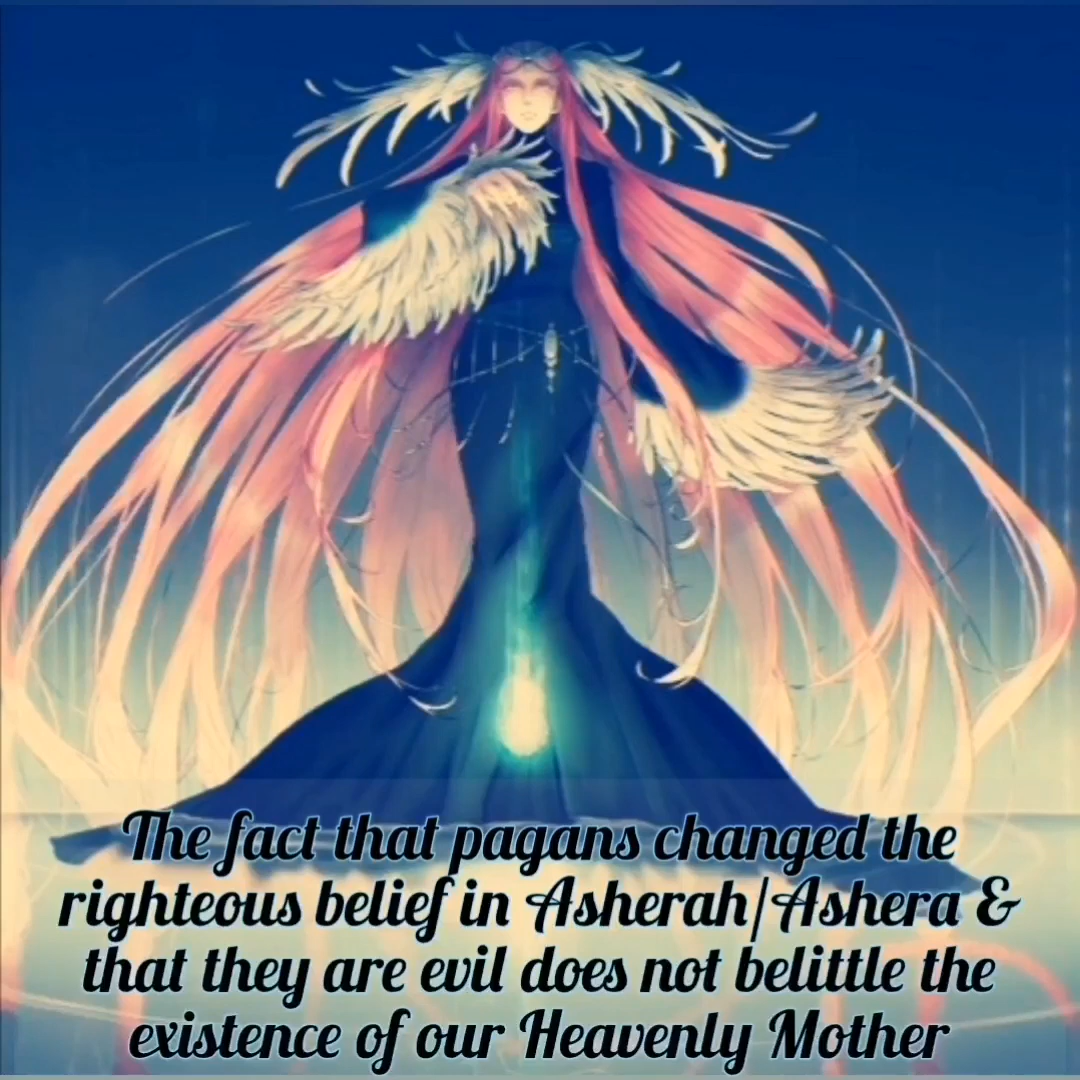 The fact that pagans changed the
righteous belief in Asherah/Ashera &
that they are evil does not belittle the
existence of our Heavenly Mother